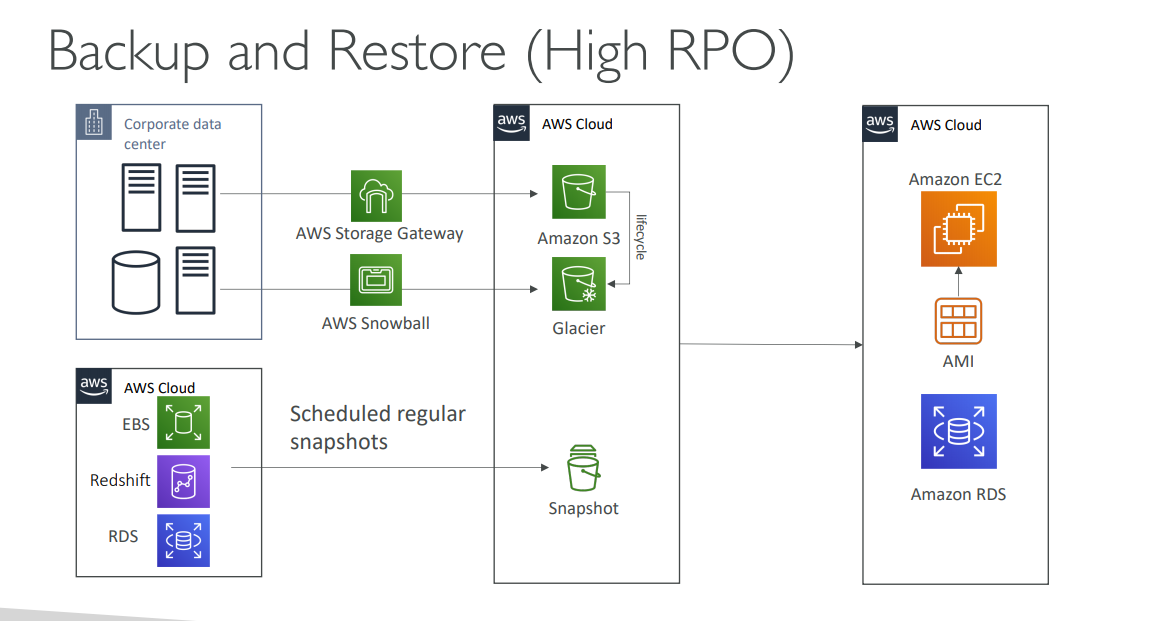 Backup and Restore (High RPO)
Corporate data
center
AWS Storage Gateway
AWS Snowball
aws
AWS Cloud
EBS
Redshift
RDS
Scheduled regular
snapshots
aws
AWS Cloud
Amazon S3
lifecycle
Glacier
Snapshot
aws
AWS Cloud
Amazon EC2
AMI
Amazon RDS